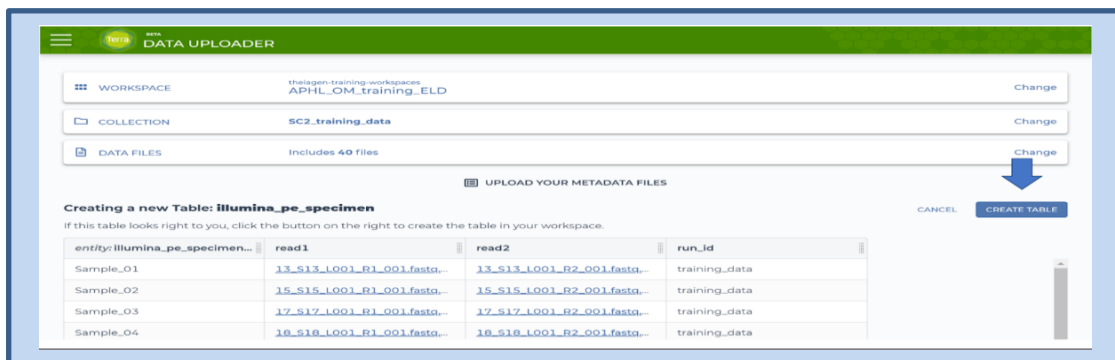 Terra BETA
DATA UPLOADER
WORKSPACE theiagen-training-workspaces
APHL_OM_training_ELD Change
COLLECTION SC2_training_data Change
DATA FILES Includes 40 files Change
UPLOAD YOUR METADATA FILES
Creating a new Table: illumina_pe_specimen CANCEL CREATE TABLE
If this table looks right to you, click the button on the right to create the table in your workspace.
entity:illumina_pe_specimen... read1 read2 run_id
Sample_01 13_S13_L001_R1_001.fastq.... 13_S13_L001_R2_001.fastq.... training_data
Sample_02 15_S15_L001_R1_001.fastq.... 15_S15_L001_R2_001.fastq.... training_data
Sample_03 17_S17_L001_R1_001.fastq.... 17_S17_L001_R2_001.fastq.... training_data
Sample_04 18_S18_L001_R1_001.fastq.... 18_S18_L001_R2_001.fastq.... training_data